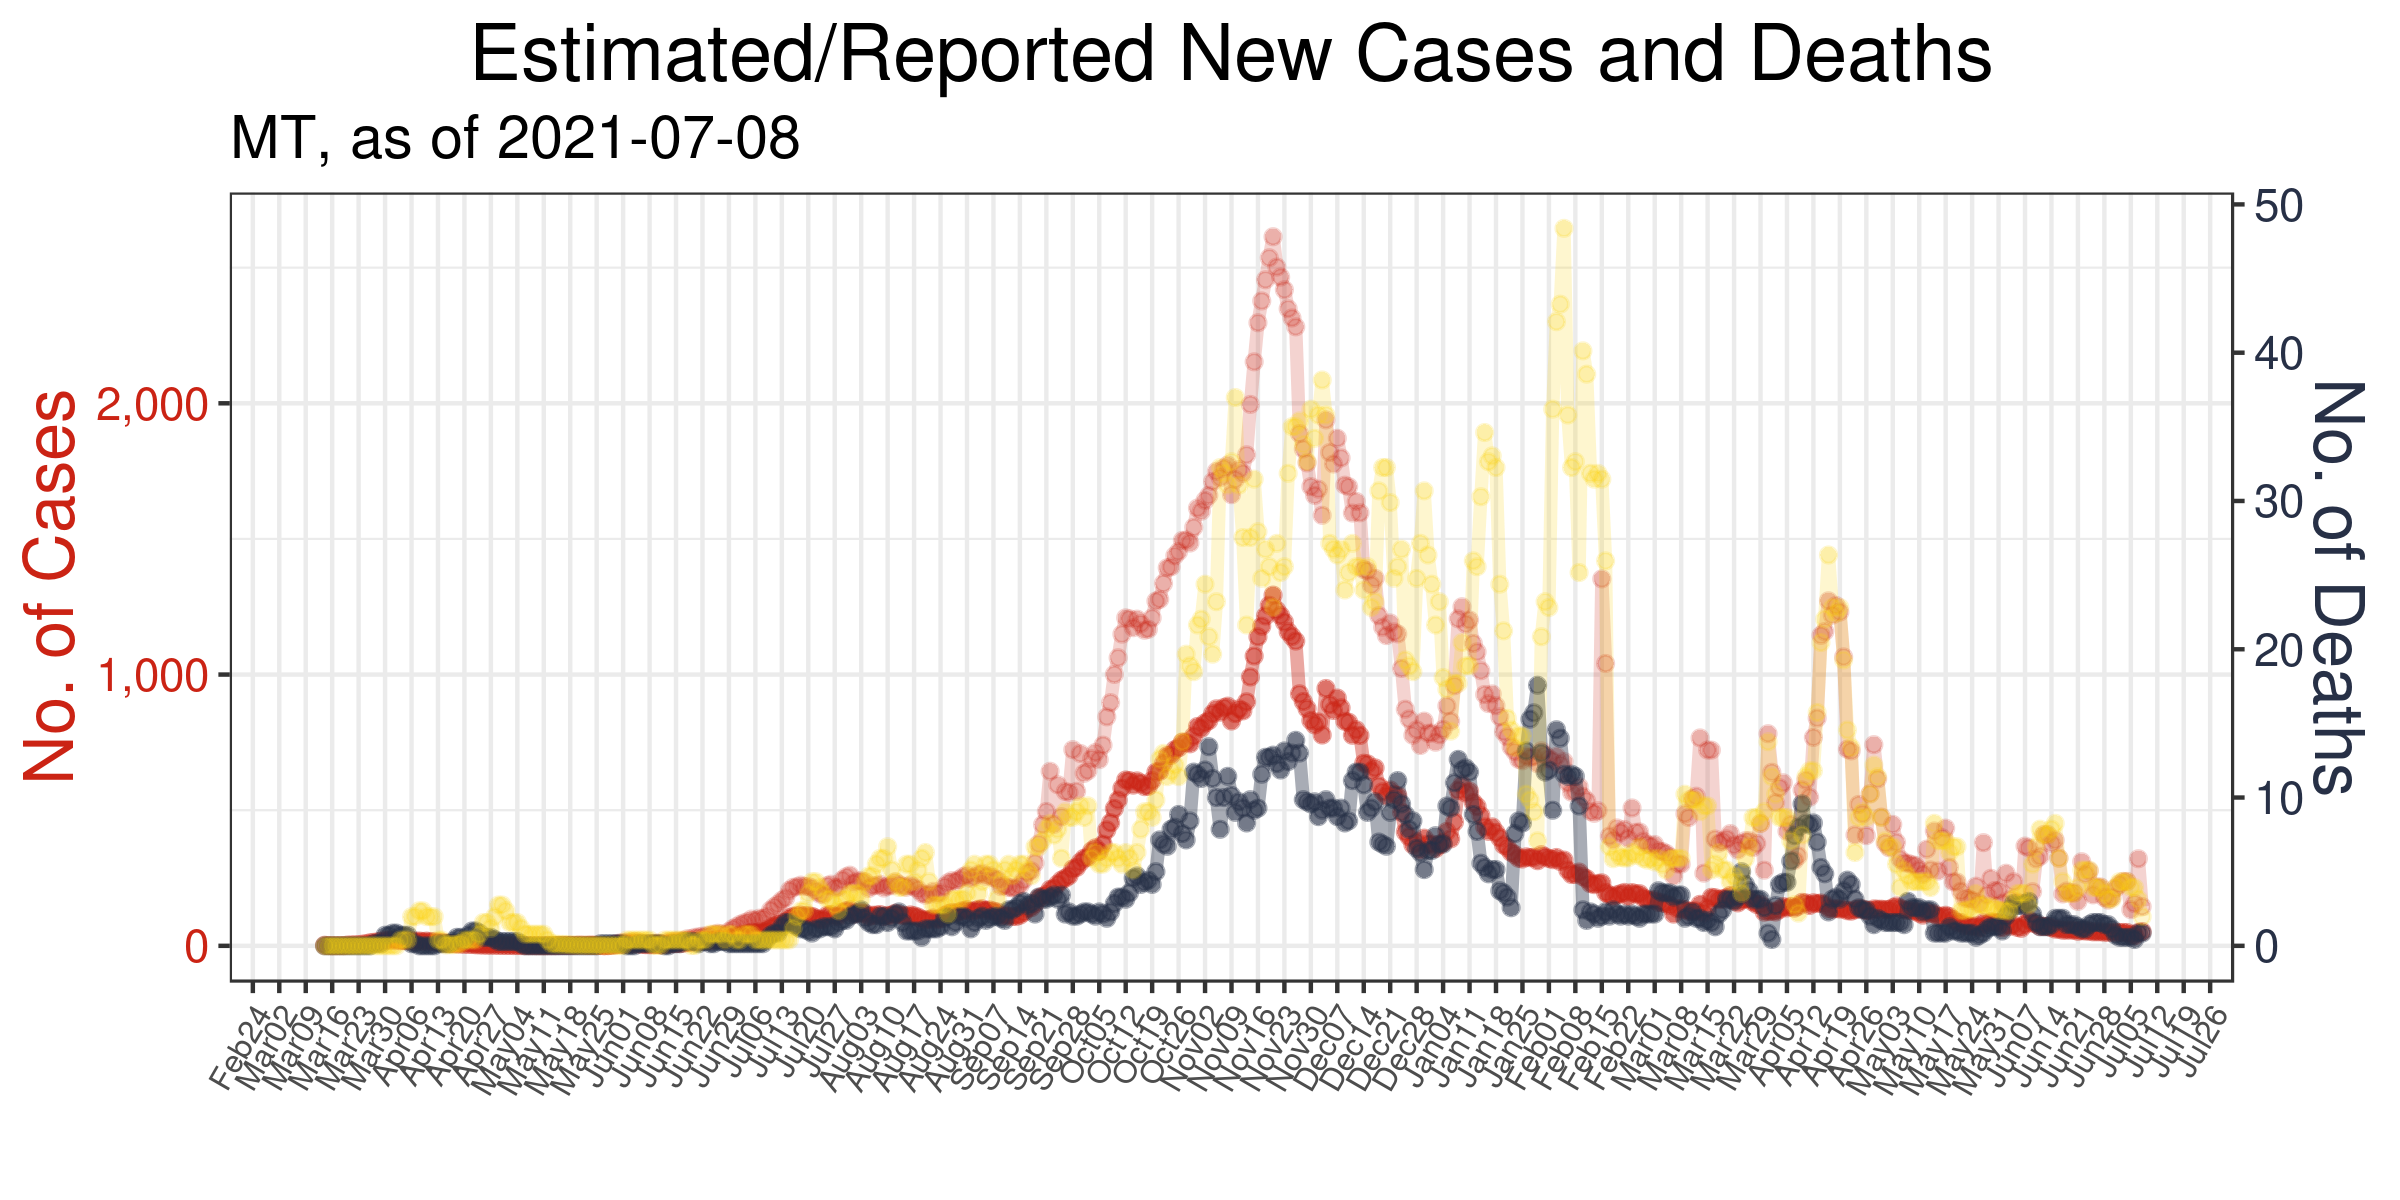 Estimated/Reported New Cases and Deaths
MT, as of 2021-07-08
No. of Cases
2,000
1,000
0
50
40
30
20
10
0
No. of Deaths
Feb24
Mar02
Mar09
Mar16
Mar23
Mar30
Apr06
Apr13
Apr20
Apr27
May04
May11
May18
May25
Jun01
Jun08
Jun15
Jun22
Jun29
Jul06
Jul13
Jul20
Jul27
Aug03
Aug10
Aug17
Aug24
Aug31
Sep07
Sep14
Sep21
Sep28
Oct05
Oct12
Oct19
Oct26
Nov02
Nov09
Nov16
Nov23
Nov30
Dec07
Dec14
Dec21
Dec28
Jan04
Jan11
Jan18
Jan25
Feb01
Feb08
Feb15
Feb22
Mar01
Mar08
Mar15
Mar22
Mar29
Apr05
Apr12
Apr19
Apr26
May03
May10
May17
May24
May31
Jun07
Jun14
Jun21
Jun28
Jul05
Jul12
Jul19
Jul26